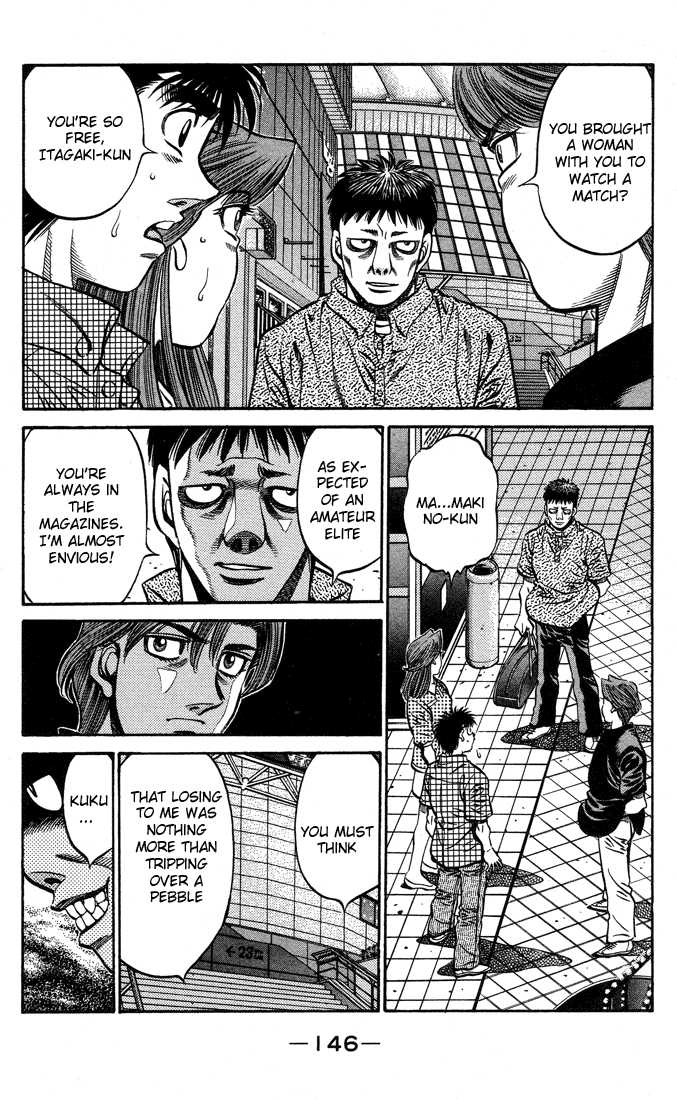 YOU BROUGHT
A WOMAN
WITH YOU TO
WATCH A
MATCH?
YOU'RE SO
FREE,
ITAGAKI-KUN
MA...MAKI
NO-KUN
AS EX-
PECTED
OF AN
AMATEUR
ELITE
YOU'RE
ALWAYS IN
THE
MAGAZINES.
I'M ALMOST
ENVIOUS!
YOU MUST
THINK
THAT LOSING
TO ME WAS
NOTHING
MORE THAN
TRIPPING
OVER A
PEBBLE
←23
KUKU
...
—146—